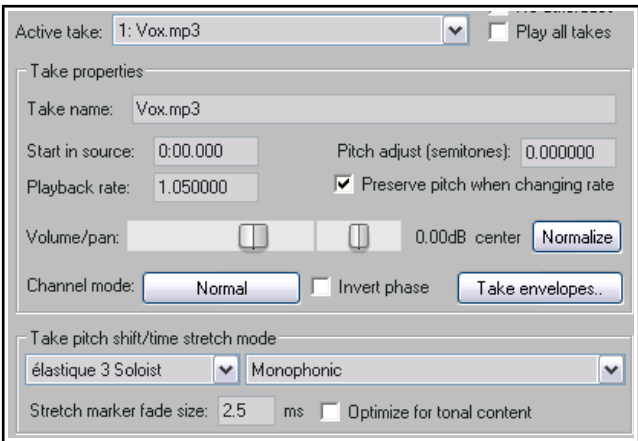 Active take: 1: Vox.mp3 Play all takes
Take properties
Take name: Vox.mp3
Start in source: 0:00.000 Pitch adjust (semitones): 0.000000
Playback rate: 1.050000 Preserve pitch when changing rate
Volume/pan: 0.00dB center Normalize
Channel mode: Normal Invert phase Take envelopes..
Take pitch shift/time stretch mode
élastique 3 Soloist Monophonic
Stretch marker fade size: 2.5 ms Optimize for tonal content